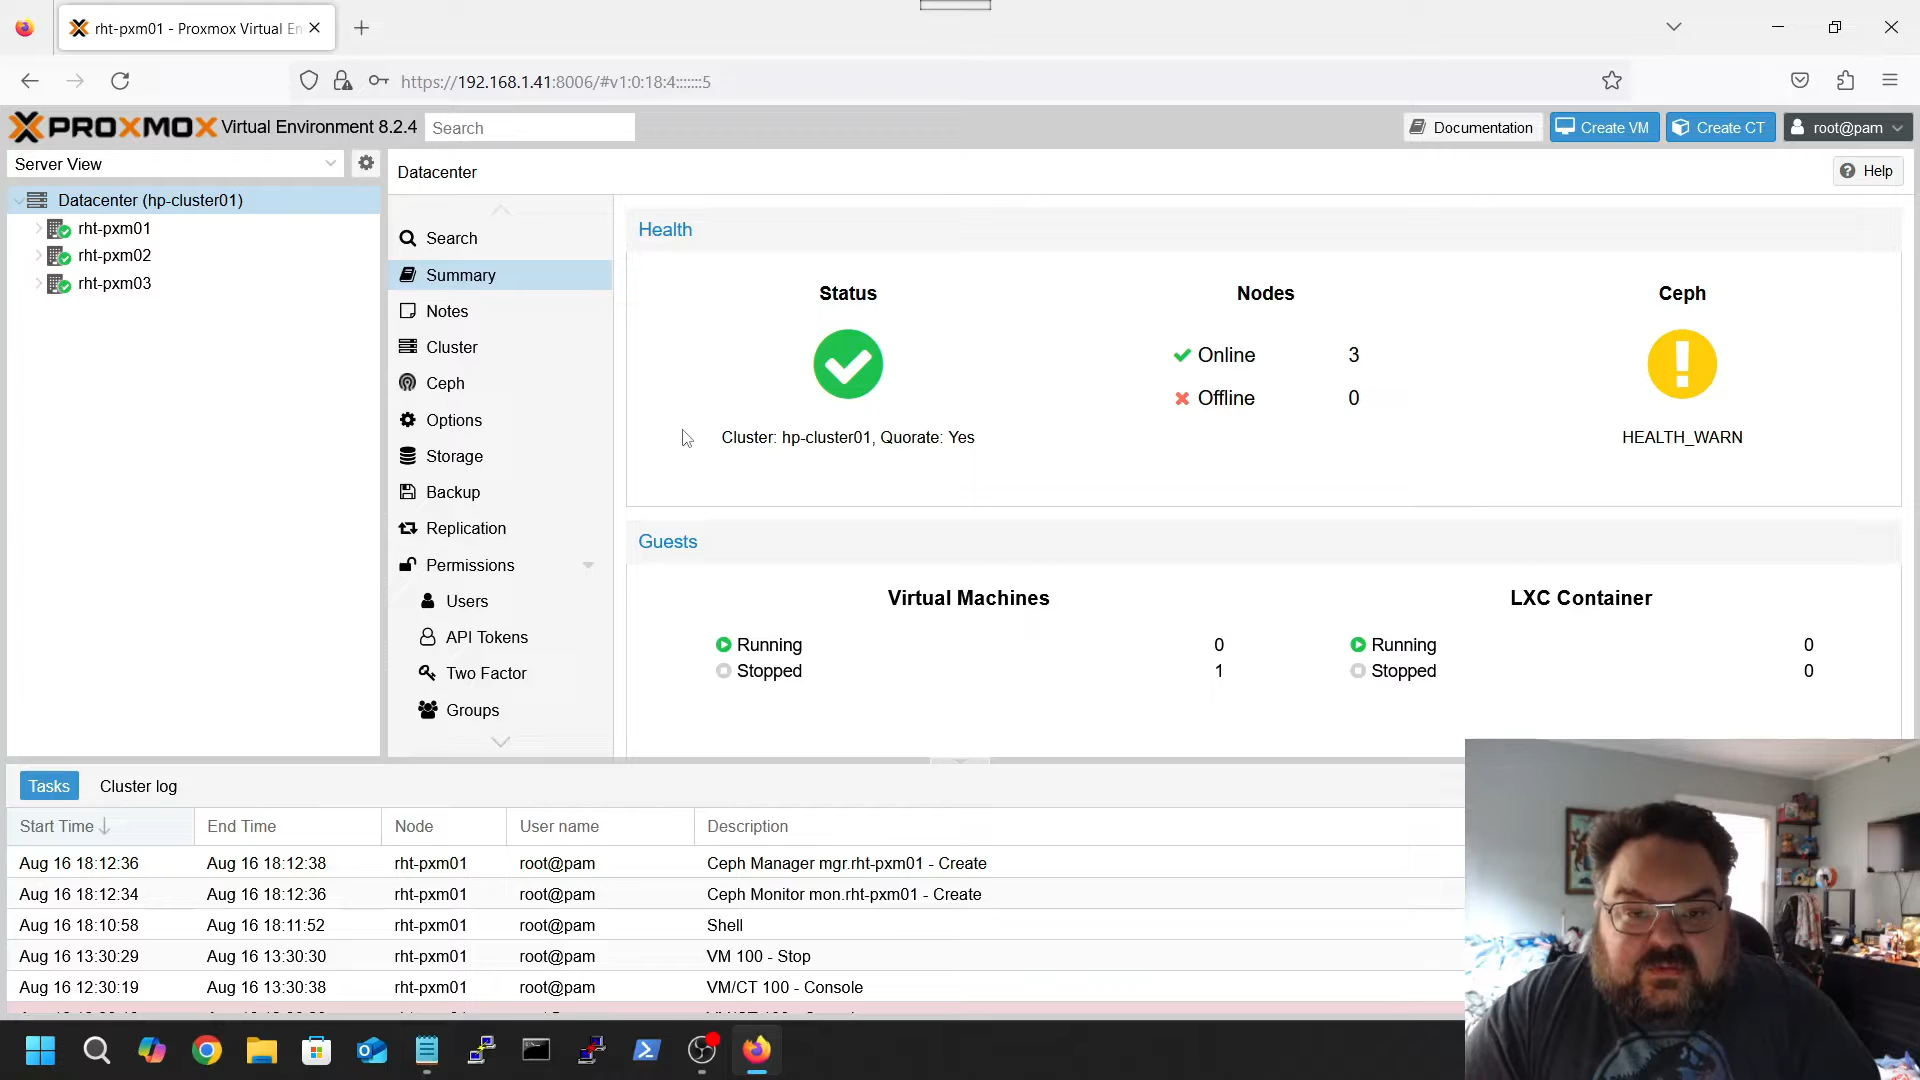 rht-pxm01 - Proxmox Virtual En
https://192.168.1.41:8006/#v1:0:18:4:::::::5
PROXMOX Virtual Environment 8.2.4
Search
Documentation
Create VM
Create CT
root@pam
Server View
Datacenter
Help
Datacenter (hp-cluster01)
rht-pxm01
rht-pxm02
rht-pxm03
Search
Summary
Notes
Cluster
Ceph
Options
Storage
Backup
Replication
Permissions
Users
API Tokens
Two Factor
Groups
Health
Status
Nodes
Ceph
Online 3
Offline 0
Cluster: hp-cluster01, Quorate: Yes
HEALTH_WARN
Guests
Virtual Machines
LXC Container
Running 0
Stopped 1
Running 0
Stopped 0
Tasks
Cluster log
Start Time End Time Node User name Description
Aug 16 18:12:36 Aug 16 18:12:38 rht-pxm01 root@pam Ceph Manager mgr.rht-pxm01 - Create
Aug 16 18:12:34 Aug 16 18:12:36 rht-pxm01 root@pam Ceph Monitor mon.rht-pxm01 - Create
Aug 16 18:10:58 Aug 16 18:11:52 rht-pxm01 root@pam Shell
Aug 16 13:30:29 Aug 16 13:30:30 rht-pxm01 root@pam VM 100 - Stop
Aug 16 12:30:19 Aug 16 13:30:38 rht-pxm01 root@pam VM/CT 100 - Console